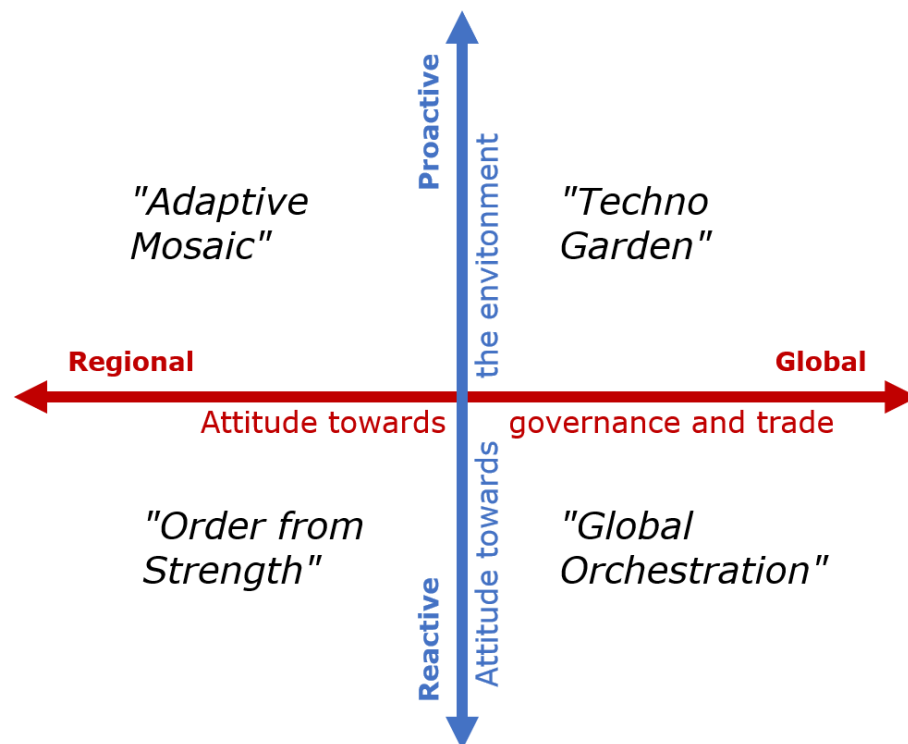 Proactive
"Adaptive
Mosaic"
"Techno
Garden"
Regional
Global
Attitude towards the envitonment
Attitude towards governance and trade
"Order from
Strength"
"Global
Orchestration"
Reactive